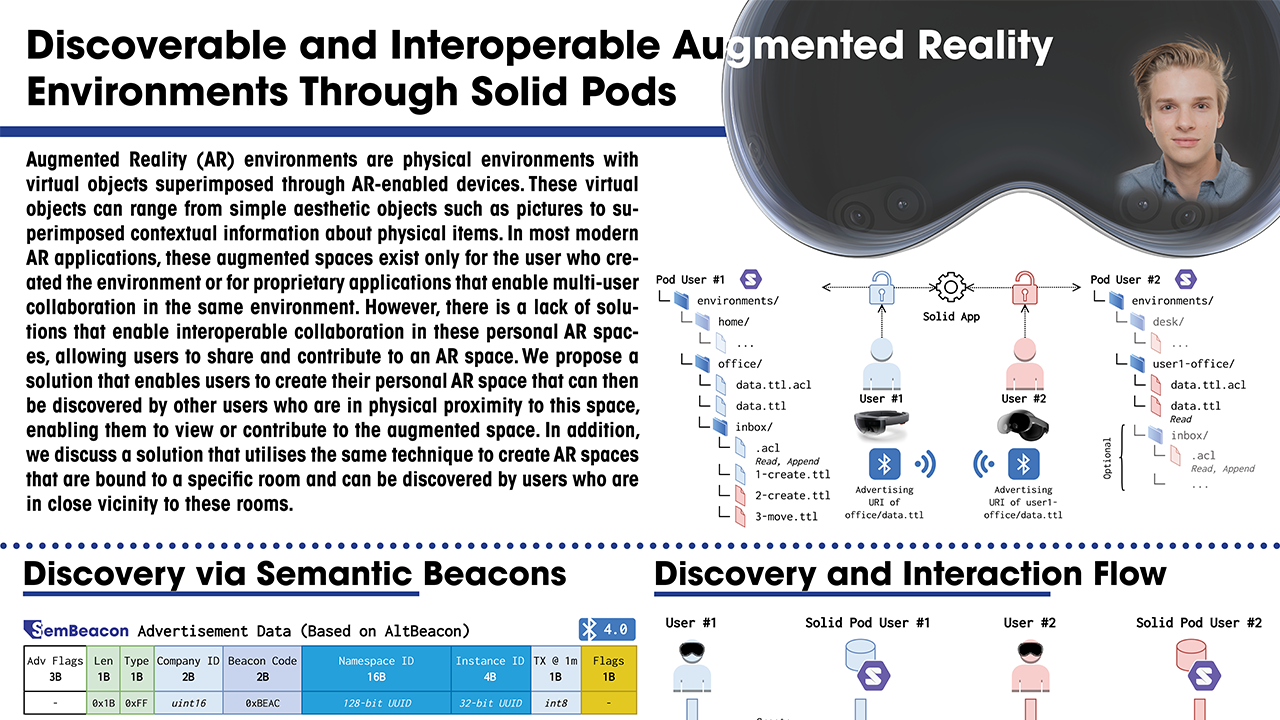 Discoverable and Interoperable Augmented Reality
Environments Through Solid Pods
Augmented Reality (AR) environments are physical environments with
virtual objects superimposed through AR-enabled devices. These virtual
objects can range from simple aesthetic objects such as pictures to su-
perimposed contextual information about physical items. In most modern
AR applications, these augmented spaces exist only for the user who cre-
ated the environment or for proprietary applications that enable multi-user
collaboration in the same environment. However, there is a lack of solu-
tions that enable interoperable collaboration in these personal AR spac-
es, allowing users to share and contribute to an AR space. We propose a
solution that enables users to create their personal AR space that can then
be discovered by other users who are in physical proximity to this space,
enabling them to view or contribute to the augmented space. In addition,
we discuss a solution that utilises the same technique to create AR spaces
that are bound to a specific room and can be discovered by users who are
in close vicinity to these rooms.
Pod User #1
environments/
home/
...
office/
data.ttl.acl
data.ttl
inbox/
.acl
Read, Append
1-create.ttl
2-create.ttl
3-move.ttl
Solid App
User #1
User #2
Advertising
URI of
office/data.ttl
Advertising
URI of user1-
office/data.ttl
Pod User #2
environments/
desk/
...
user1-office/
data.ttl.acl
data.ttl
Read
Optional
inbox/
.acl
Read, Append
...
Discovery via Semantic Beacons
SemBeacon Advertisement Data (Based on AltBeacon) 4.0
Adv Flags Len Type Company ID Beacon Code Namespace ID Instance ID TX @ 1m Flags
3B 1B 1B 2B 2B 16B 4B 1B 1B
- 0x1B 0xFF uint16 0xBEAC 128-bit UUID 32-bit UUID int8 -
Discovery and Interaction Flow
User #1 Solid Pod User #1 User #2 Solid Pod User #2